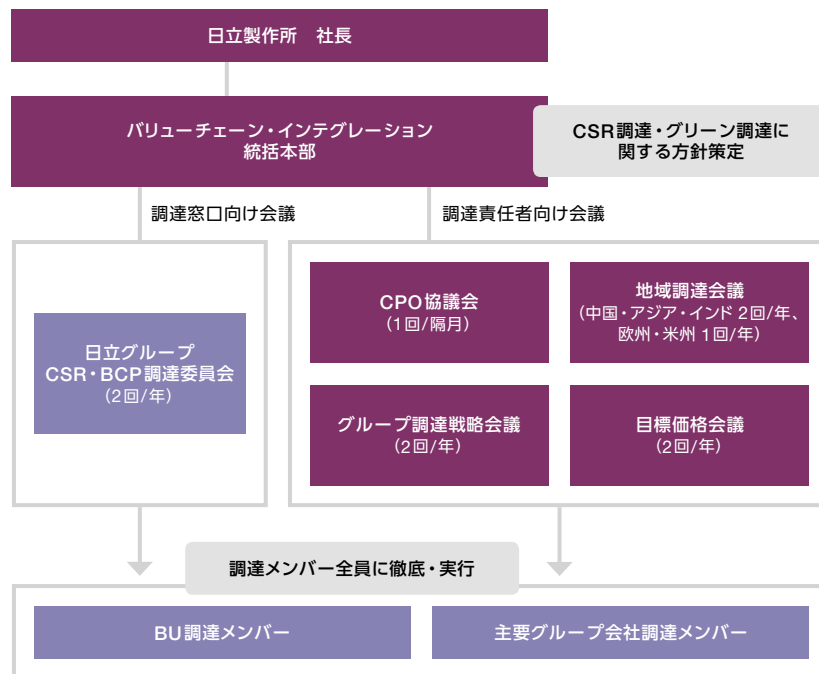 日立製作所　社長
バリューチェーン・インテグレーション
統括本部
CSR調達・グリーン調達に
関する方針策定
調達窓口向け会議
調達責任者向け会議
日立グループ
CSR・BCP調達委員会
（2回/年）
CPO協議会
（1回/隔月）
地域調達会議
（中国・アジア・インド 2回/年、
欧州・米州 1回/年）
グループ調達戦略会議
（2回/年）
目標価格会議
（2回/年）
調達メンバー全員に徹底・実行
BU調達メンバー
主要グループ会社調達メンバー